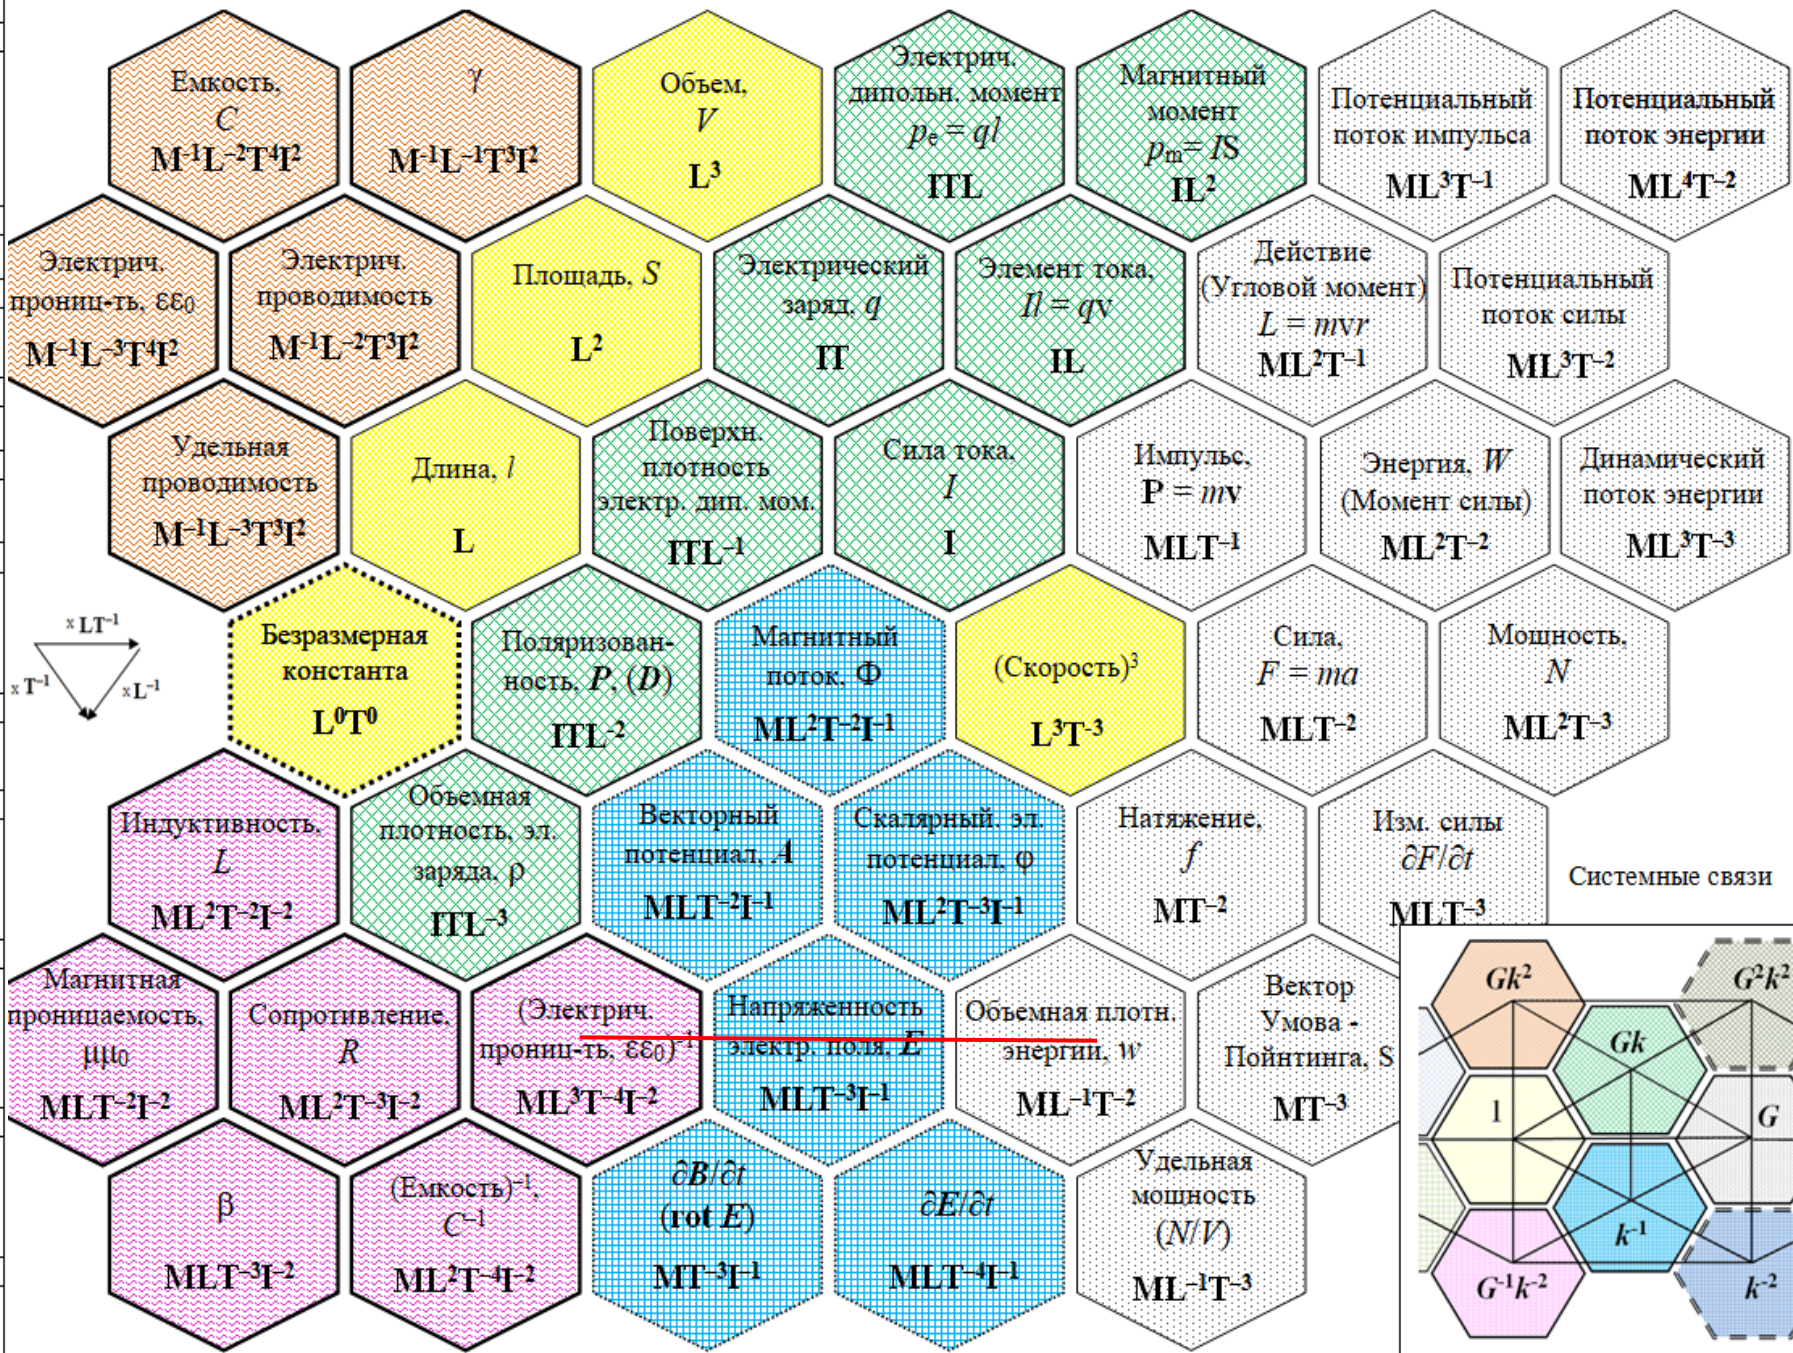 Емкость,
C
M⁻¹L⁻²T⁴I²
γ
M⁻¹L⁻¹T³I²
Объем,
V
L³
Электрич.
дипольн. момент
pₑ = ql
ITL
Магнитный
момент
pₘ= IS
IL²
Потенциальный
поток импульса
ML³T⁻¹
Потенциальный
поток энергии
ML⁴T⁻²
Электрич.
прониц-ть, εε₀
M⁻¹L⁻³T⁴I²
Электрич.
проводимость
M⁻¹L⁻²T³I²
Площадь, S
L²
Электрический
заряд, q
IT
Элемент тока,
Il = qv
IL
Действие
(Угловой момент)
L = mvr
ML²T⁻¹
Потенциальный
поток силы
ML³T⁻²
Удельная
проводимость
M⁻¹L⁻³T³I²
Длина, l
L
Поверхн.
плотность
электр. дип. мом.
ITL⁻¹
Сила тока,
I
I
Импульс,
P = mv
MLT⁻¹
Энергия, W
(Момент силы)
ML²T⁻²
Динамический
поток энергии
ML³T⁻³
x LT⁻¹
x T⁻¹
x L⁻¹
Безразмерная
константа
L⁰T⁰
Поляризован-
ность, P, (D)
ITL⁻²
Магнитный
поток, Φ
ML²T⁻²I⁻¹
(Скорость)³
L³T⁻³
Сила,
F = ma
MLT⁻²
Мощность,
N
ML²T⁻³
Индуктивность,
L
ML²T⁻²I⁻²
Объемная
плотность, эл.
заряда, ρ
ITL⁻³
Векторный
потенциал, A
MLT⁻²I⁻¹
Скалярный. эл.
потенциал, φ
ML²T⁻³I⁻¹
Натяжение,
f
MT⁻²
Изм. силы
∂F/∂t
MLT⁻³
Системные связи
Магнитная
проницаемость,
μμ₀
MLT⁻²I⁻²
Сопротивление,
R
ML²T⁻³I⁻²
(Электрич.
прониц-ть, εε₀)⁻¹
ML³T⁻⁴I⁻²
Напряженность
электр. поля, E
MLT⁻³I⁻¹
Объемная плотн.
энергии, w
ML⁻¹T⁻²
Вектор
Умова -
Пойнтинга, S
MT⁻³
β
MLT⁻³I⁻²
(Емкость)⁻¹,
C⁻¹
ML²T⁻⁴I⁻²
∂B/∂t
(rot E)
MT⁻³I⁻¹
∂E/∂t
MLT⁻⁴I⁻¹
Удельная
мощность
(N/V)
ML⁻¹T⁻³
Gk²
G²k²
Gk
1
G
k⁻¹
G⁻¹k⁻²
k⁻²